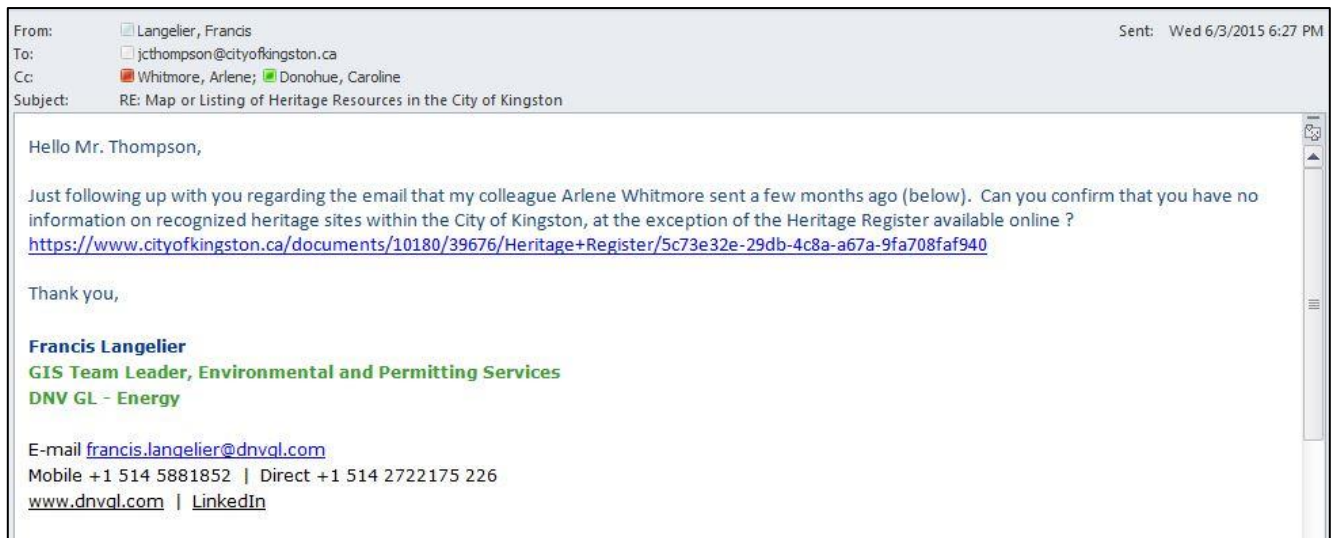 From: Langelier, Francis Sent: Wed 6/3/2015 6:27 PM
To: jcthompson@cityofkingston.ca
Cc: Whitmore, Arlene; Donohue, Caroline
Subject: RE: Map or Listing of Heritage Resources in the City of Kingston
Hello Mr. Thompson,
Just following up with you regarding the email that my colleague Arlene Whitmore sent a few months ago (below). Can you confirm that you have no
information on recognized heritage sites within the City of Kingston, at the exception of the Heritage Register available online ?
https://www.cityofkingston.ca/documents/10180/39676/Heritage+Register/5c73e32e-29db-4c8a-a67a-9fa708faf940
Thank you,
Francis Langelier
GIS Team Leader, Environmental and Permitting Services
DNV GL - Energy
E-mail francis.langelier@dnvgl.com
Mobile +1 514 5881852 | Direct +1 514 2722175 226
www.dnvgl.com | LinkedIn